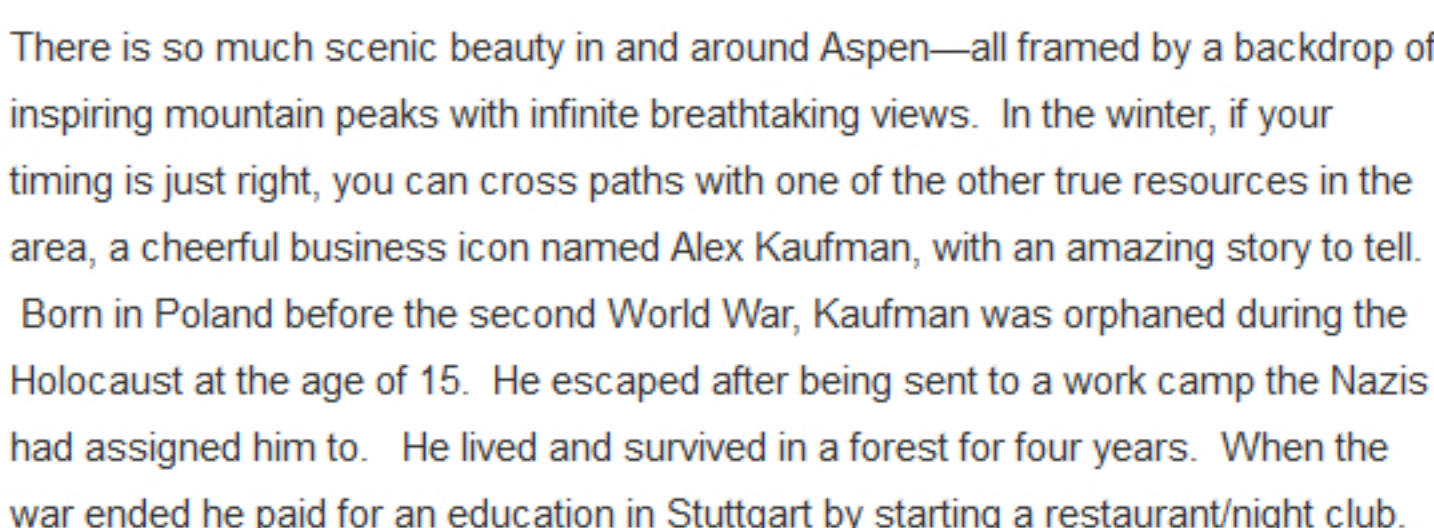 There is so much scenic beauty in and around Aspen—all framed by a backdrop of
inspiring mountain peaks with infinite breathtaking views.  In the winter, if your
timing is just right, you can cross paths with one of the other true resources in the
area, a cheerful business icon named Alex Kaufman, with an amazing story to tell.
 Born in Poland before the second World War, Kaufman was orphaned during the
Holocaust at the age of 15.  He escaped after being sent to a work camp the Nazis
had assigned him to.   He lived and survived in a forest for four years.  When the
war ended he paid for an education in Stuttgart by starting a restaurant/night club.